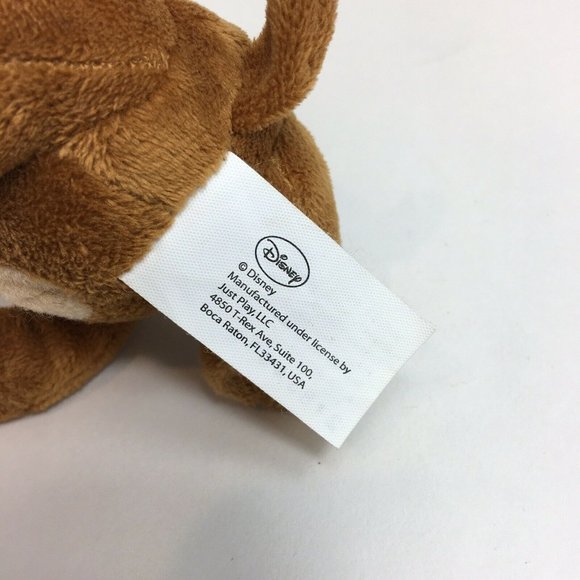 Disney
© Disney
Manufactured under license by
Just Play, LLC
4850 T-Rex Ave, Suite 100,
Boca Raton, FL33431, USA